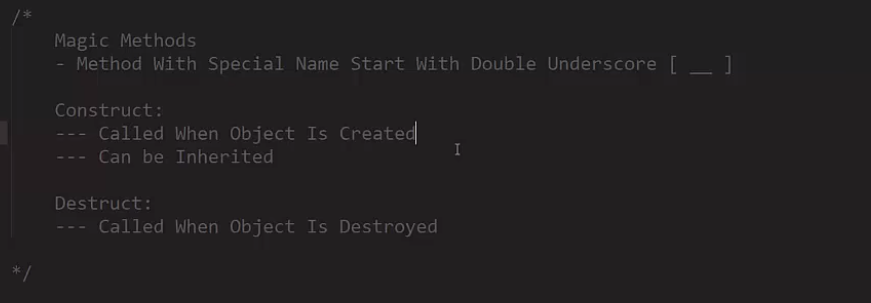 /*
Magic Methods
- Method With Special Name Start With Double Underscore [ __ ]
Construct:
--- Called When Object Is Created
--- Can be Inherited
Destruct:
--- Called When Object Is Destroyed
*/